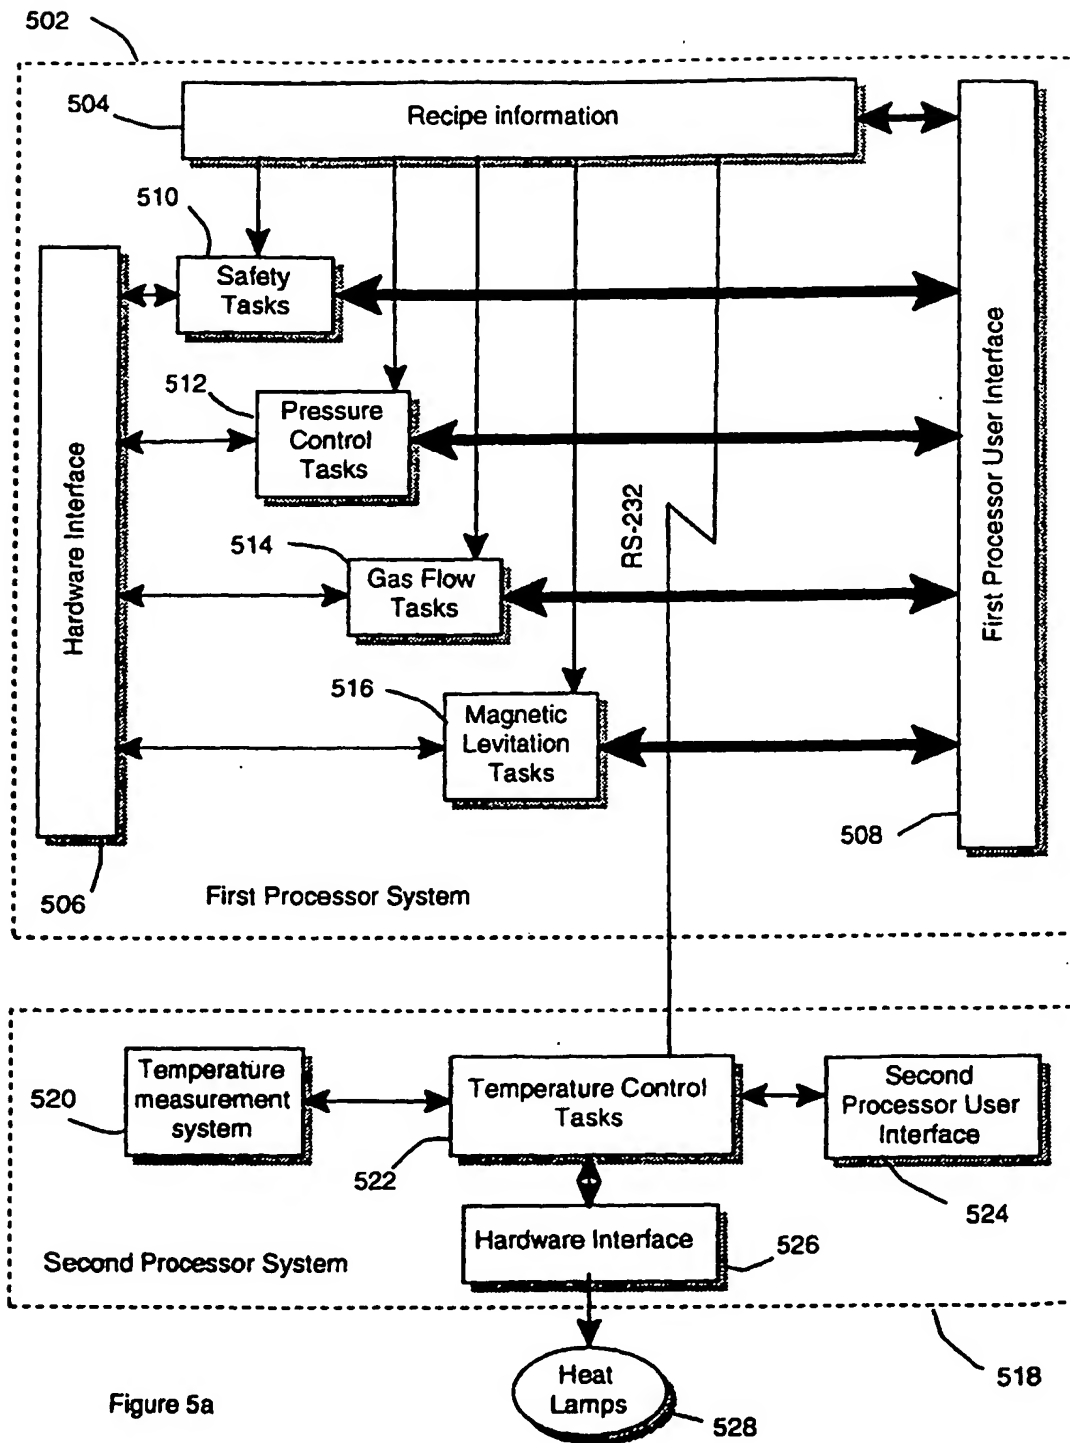 502
504
Recipe information
510
Safety
Tasks
512
Pressure
Control
Tasks
RS-232
514
Gas Flow
Tasks
516
Magnetic
Levitation
Tasks
Hardware Interface
First Processor User Interface
508
506
First Processor System
Temperature
measurement
system
520
Temperature Control
Tasks
522
Second
Processor User
Interface
524
Hardware Interface
526
Second Processor System
518
Heat
Lamps
528
Figure 5a